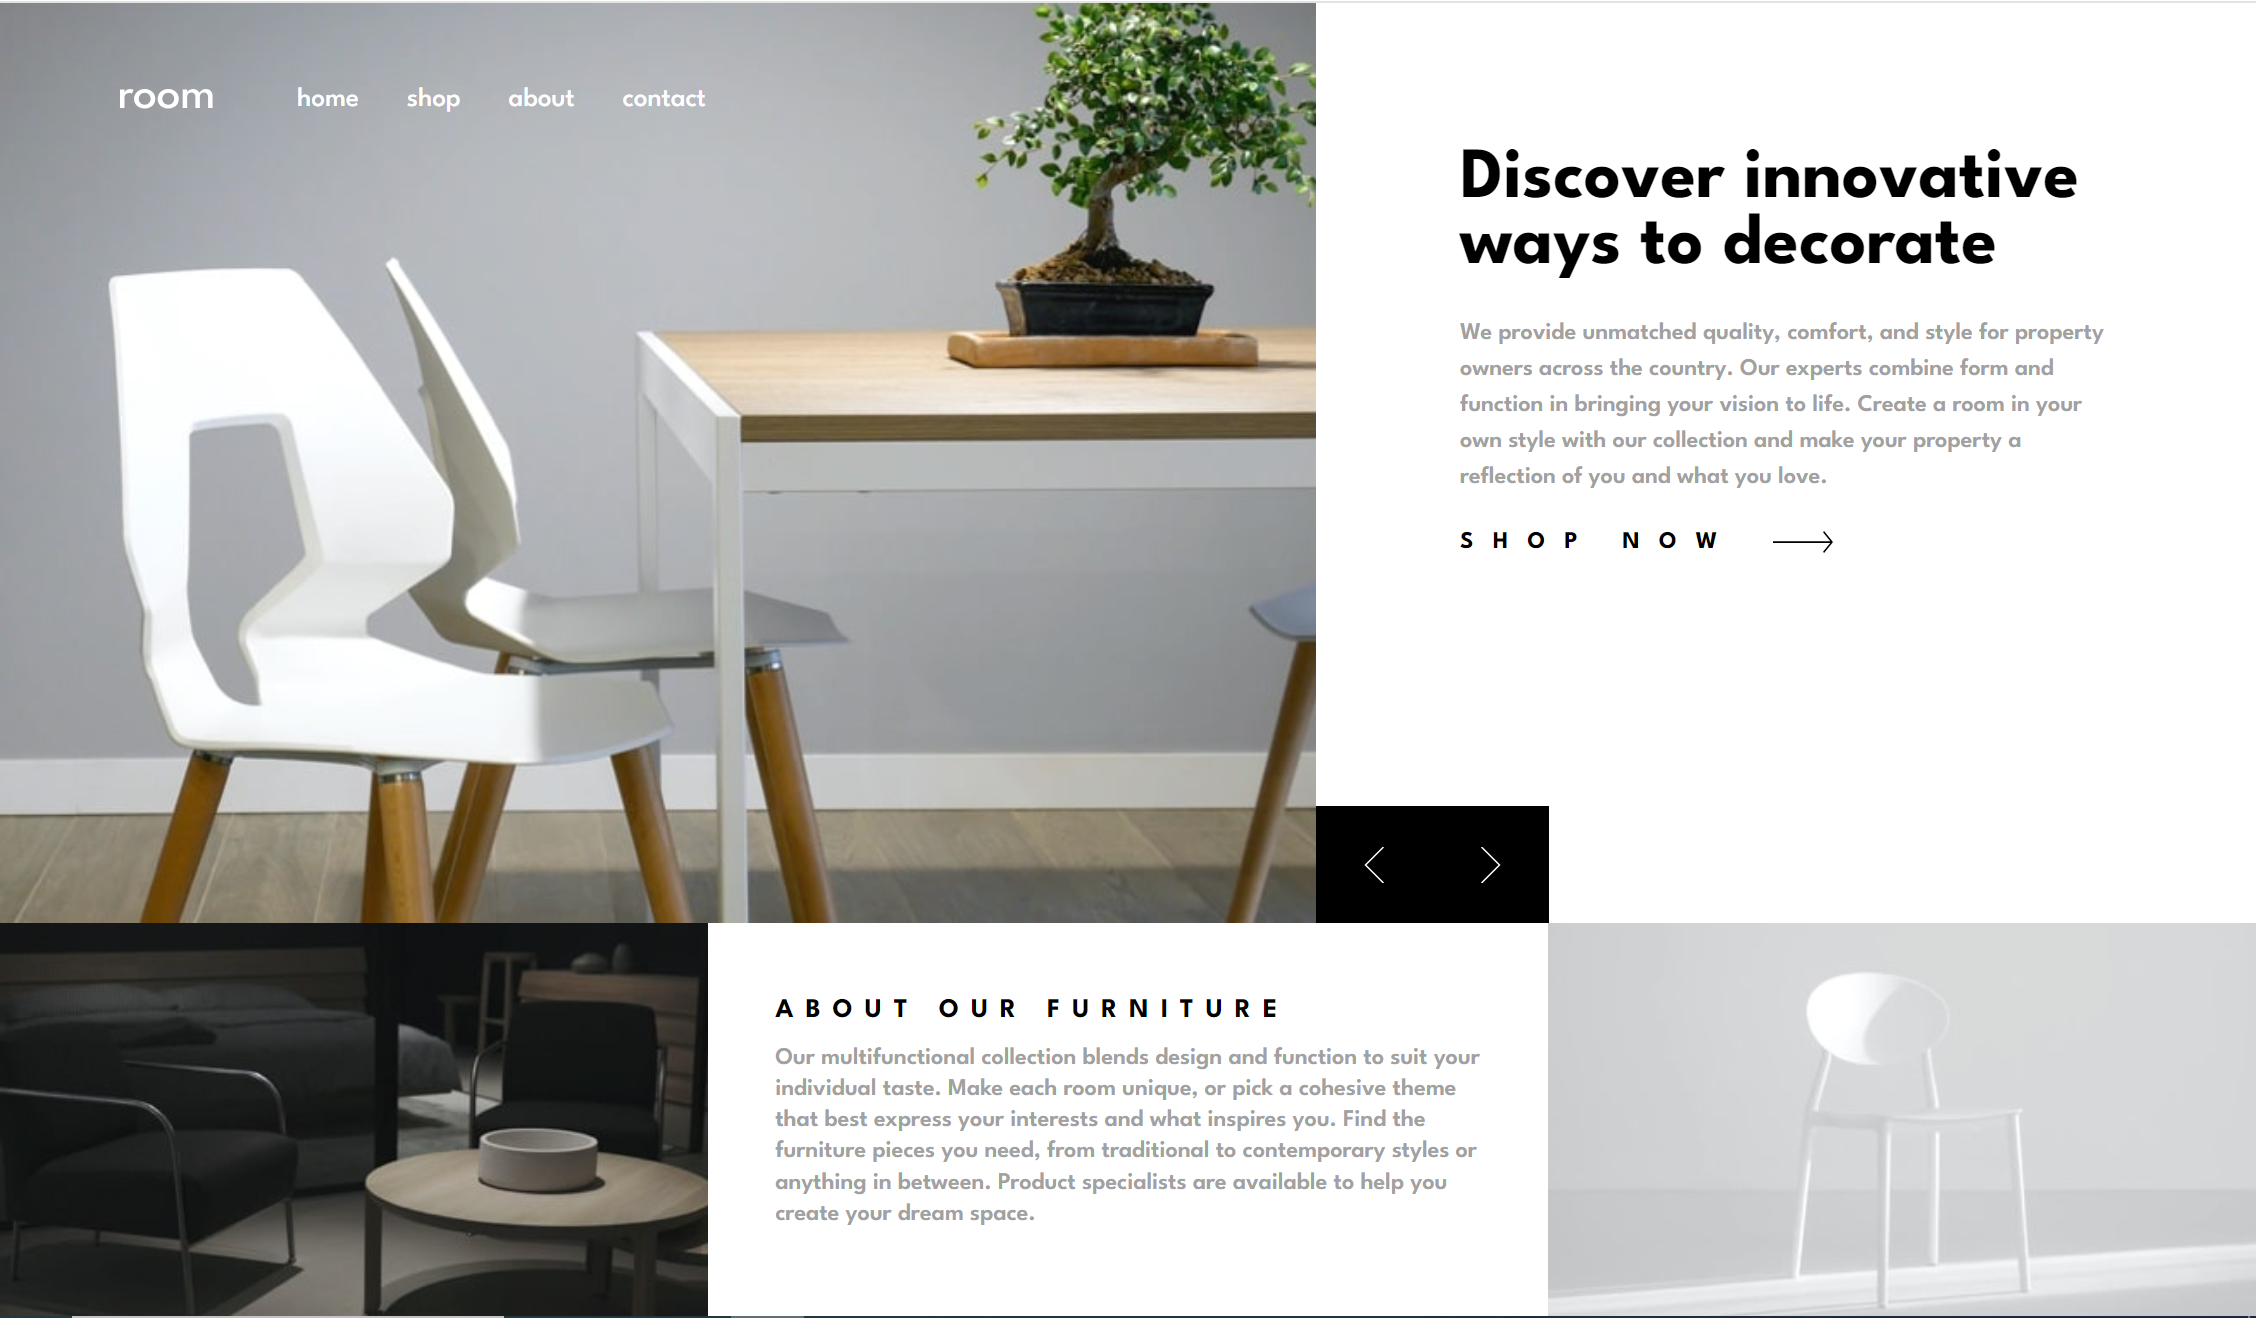 room
home shop about contact
Discover innovative
ways to decorate
We provide unmatched quality, comfort, and style for property
owners across the country. Our experts combine form and
function in bringing your vision to life. Create a room in your
own style with our collection and make your property a
reflection of you and what you love.
SHOP NOW
ABOUT OUR FURNITURE
Our multifunctional collection blends design and function to suit your
individual taste. Make each room unique, or pick a cohesive theme
that best express your interests and what inspires you. Find the
furniture pieces you need, from traditional to contemporary styles or
anything in between. Product specialists are available to help you
create your dream space.